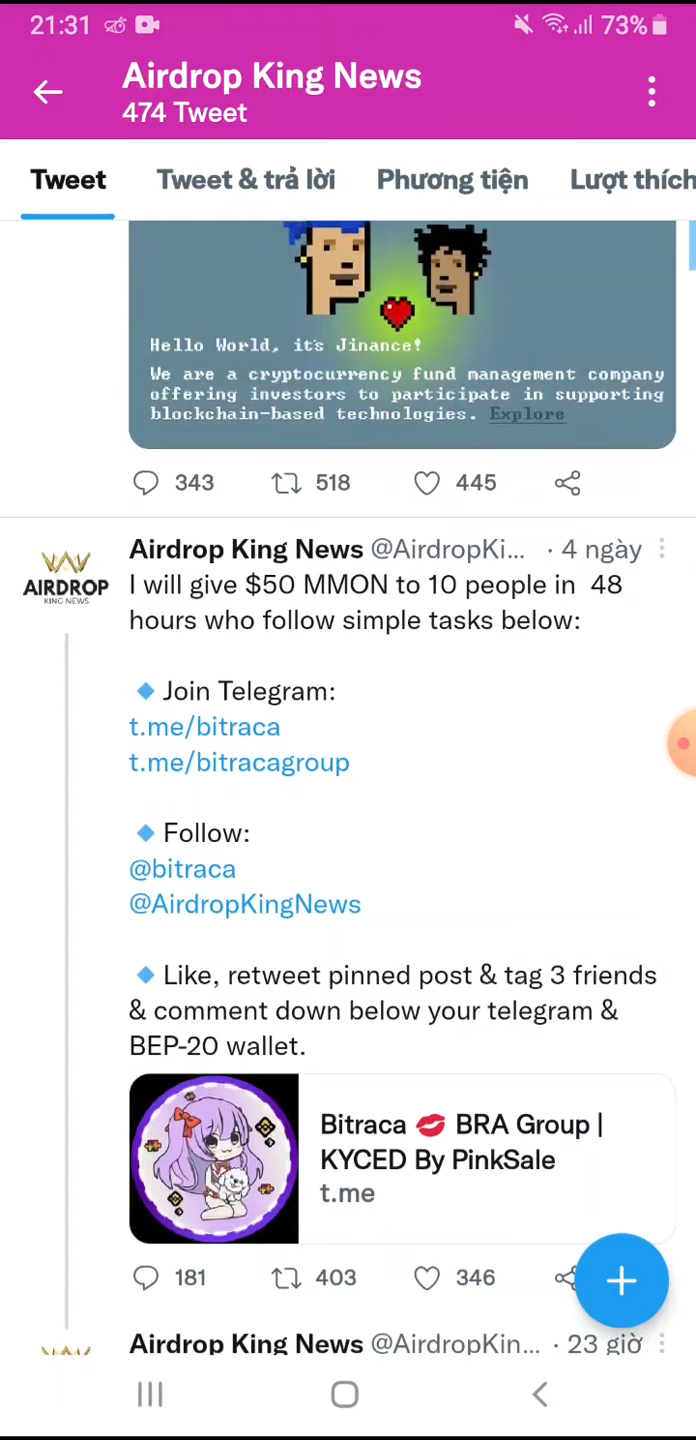 21:31
73%
Airdrop King News
474 Tweet
Tweet
Tweet & trả lời
Phương tiện
Lượt thích
Hello World, it's Jinance!
We are a cryptocurrency fund management company
offering investors to participate in supporting
blockchain-based technologies. Explore
343
518
445
AIRDROP
KING NEWS
Airdrop King News @AirdropKi... · 4 ngày
I will give $50 MMON to 10 people in 48
hours who follow simple tasks below:
Join Telegram:
t.me/bitraca
t.me/bitracagroup
Follow:
@bitraca
@AirdropKingNews
Like, retweet pinned post & tag 3 friends
& comment down below your telegram &
BEP-20 wallet.
Bitraca 💋 BRA Group |
KYCED By PinkSale
t.me
181
403
346
Airdrop King News @AirdropKin... · 23 giờ